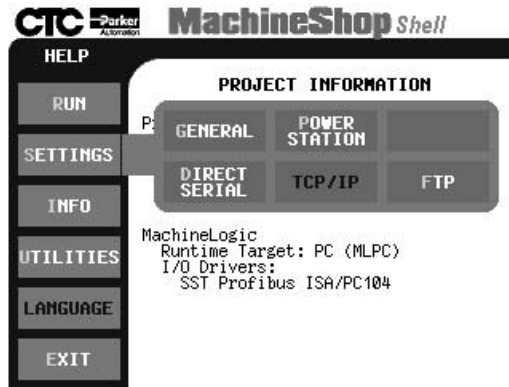 CTC Parker Automation MachineShop Shell
HELP
PROJECT INFORMATION
RUN
P
GENERAL
POWER STATION
SETTINGS
DIRECT SERIAL
TCP/IP
FTP
INFO
MachineLogic
Runtime Target: PC (MLPC)
I/O Drivers:
SST Profibus ISA/PC104
UTILITIES
LANGUAGE
EXIT